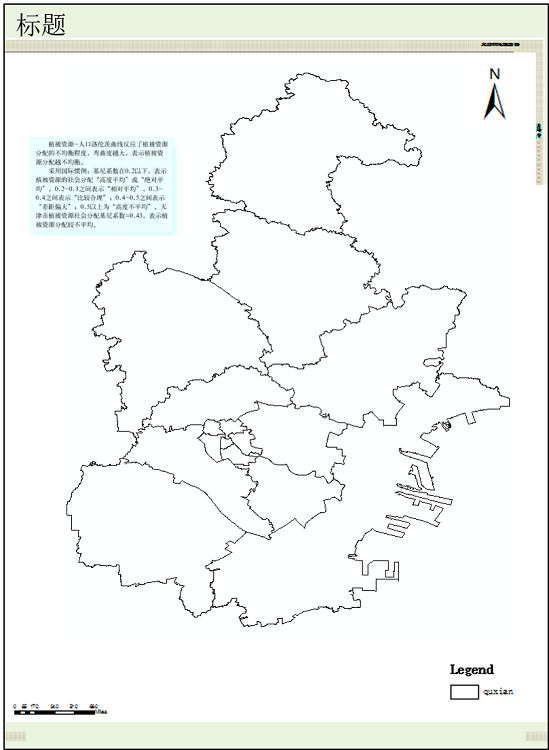 标题
N
植被资源-人口洛伦茨曲线反应了植被资源
分配的不均衡程度，弯曲度越大，表示植被资
源分配越不均衡。
采用国际惯例：基尼系数在0.2以下，表示
植被资源的社会分配“高度平均”或“绝对平
均”，0.2-0.3之间表示“相对平均”，0.3-
0.4之间表示“比较合理”；0.4-0.5之间表示
“差距偏大”；0.5以上为“高度不平均”。天
津市植被资源社会分配基尼系数=0.43，表示植
被资源分配较不平均。
Legend
quxian
Miles